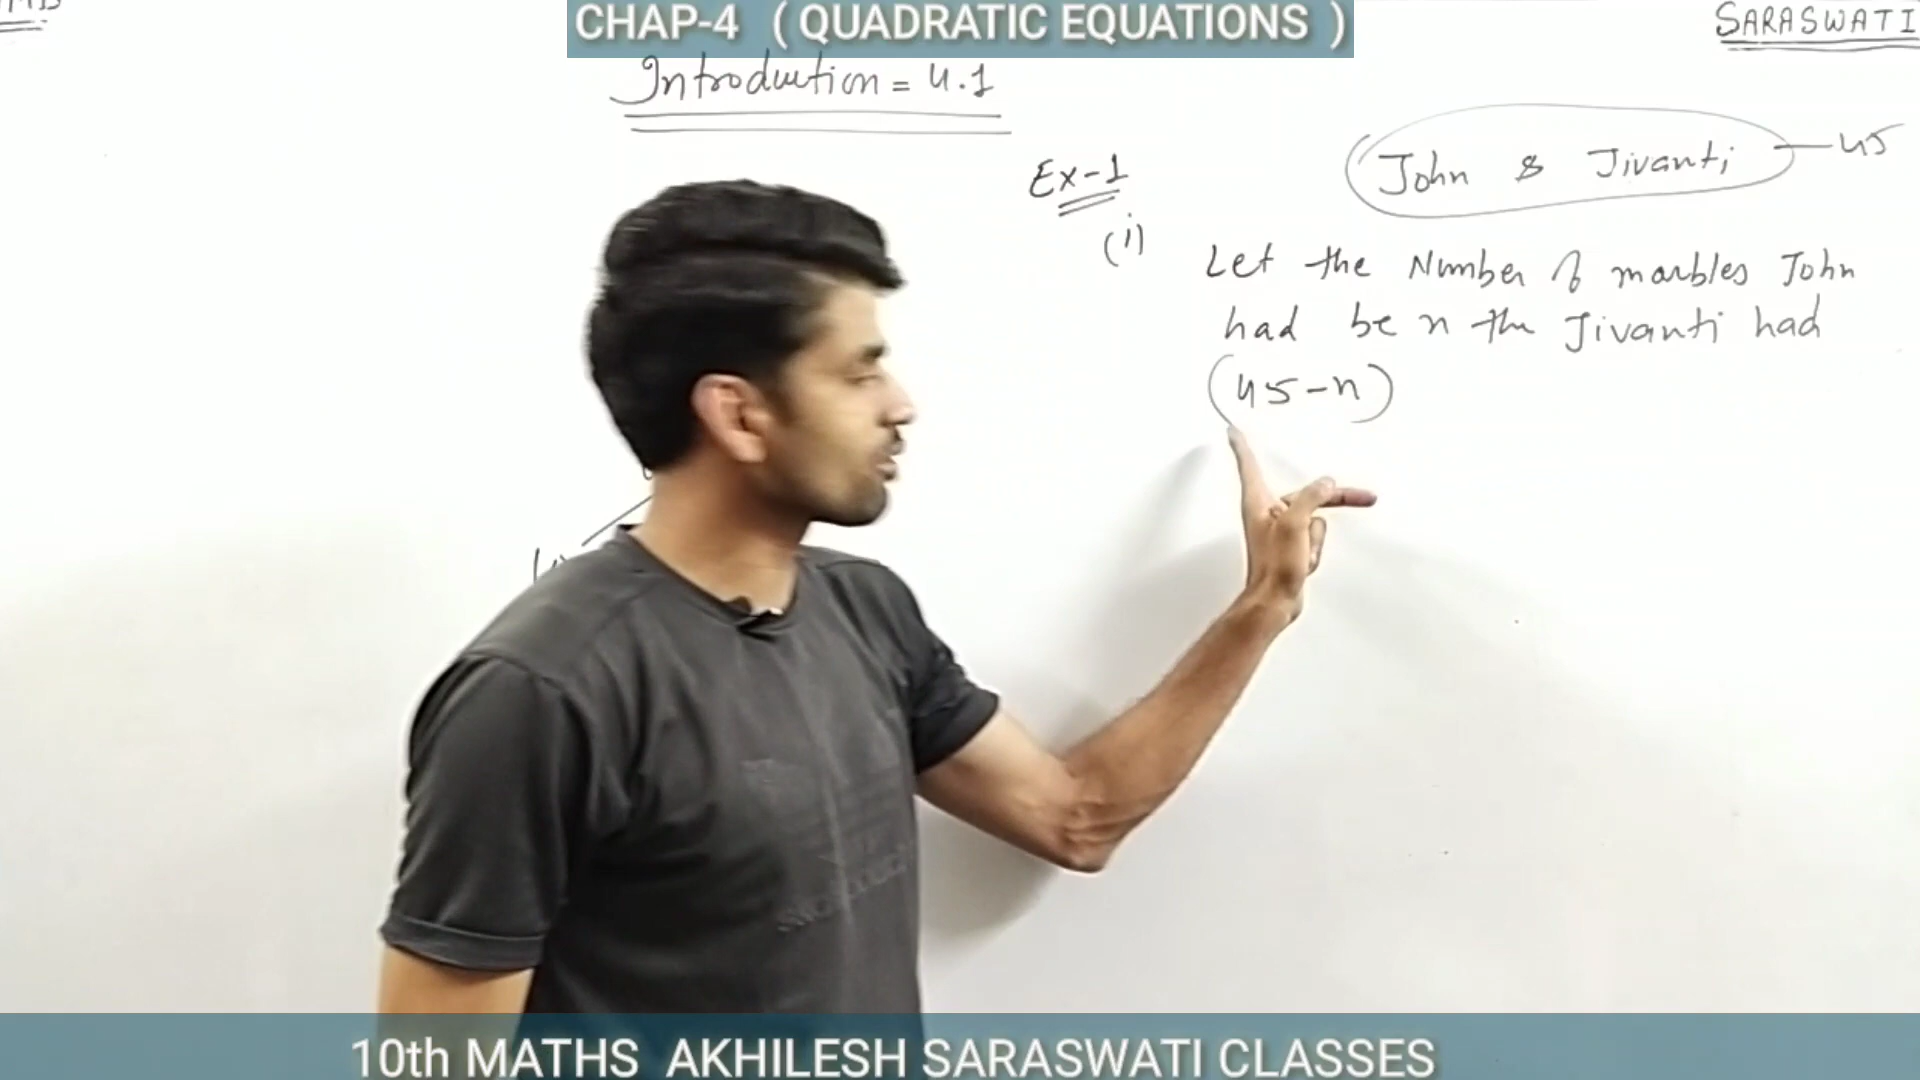 CHAP-4 ( QUADRATIC EQUATIONS )
SARASWATI
Introduction = 4.1
Ex-1
John & Jivanti — 45
(i)
Let the Number of marbles John
had be x the Jivanti had
(45-x)
10th MATHS AKHILESH SARASWATI CLASSES